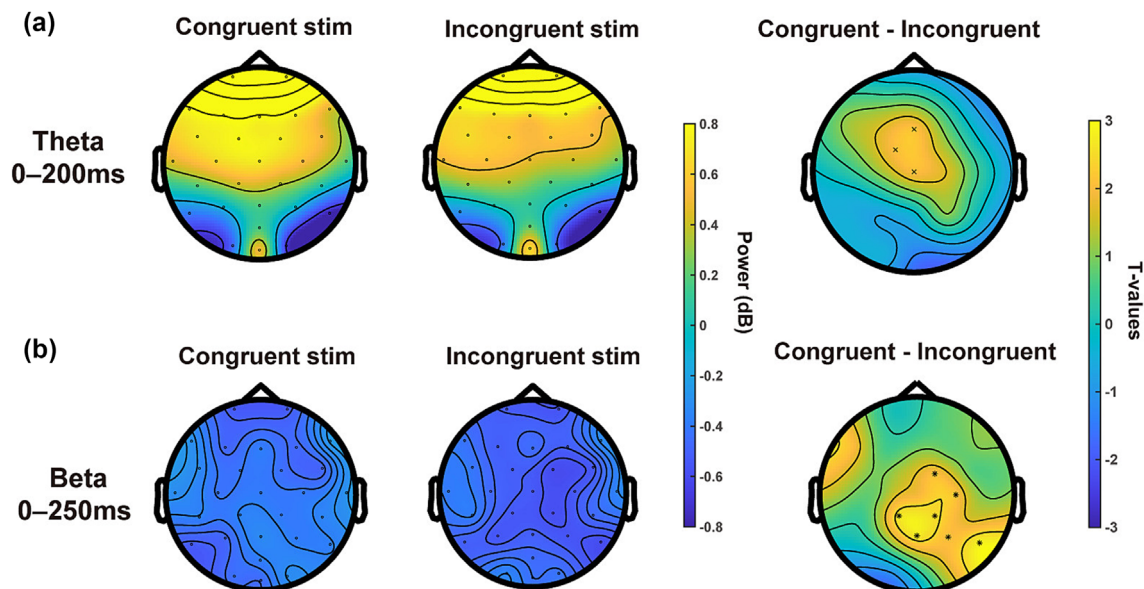 (a)
Congruent stim
Incongruent stim
Congruent - Incongruent
Theta
0–200ms
0.8
0.6
0.4
0.2
0
-0.2
-0.4
-0.6
-0.8
Power (dB)
3
2
1
0
-1
-2
-3
T-values
(b)
Congruent stim
Incongruent stim
Congruent - Incongruent
Beta
0–250ms